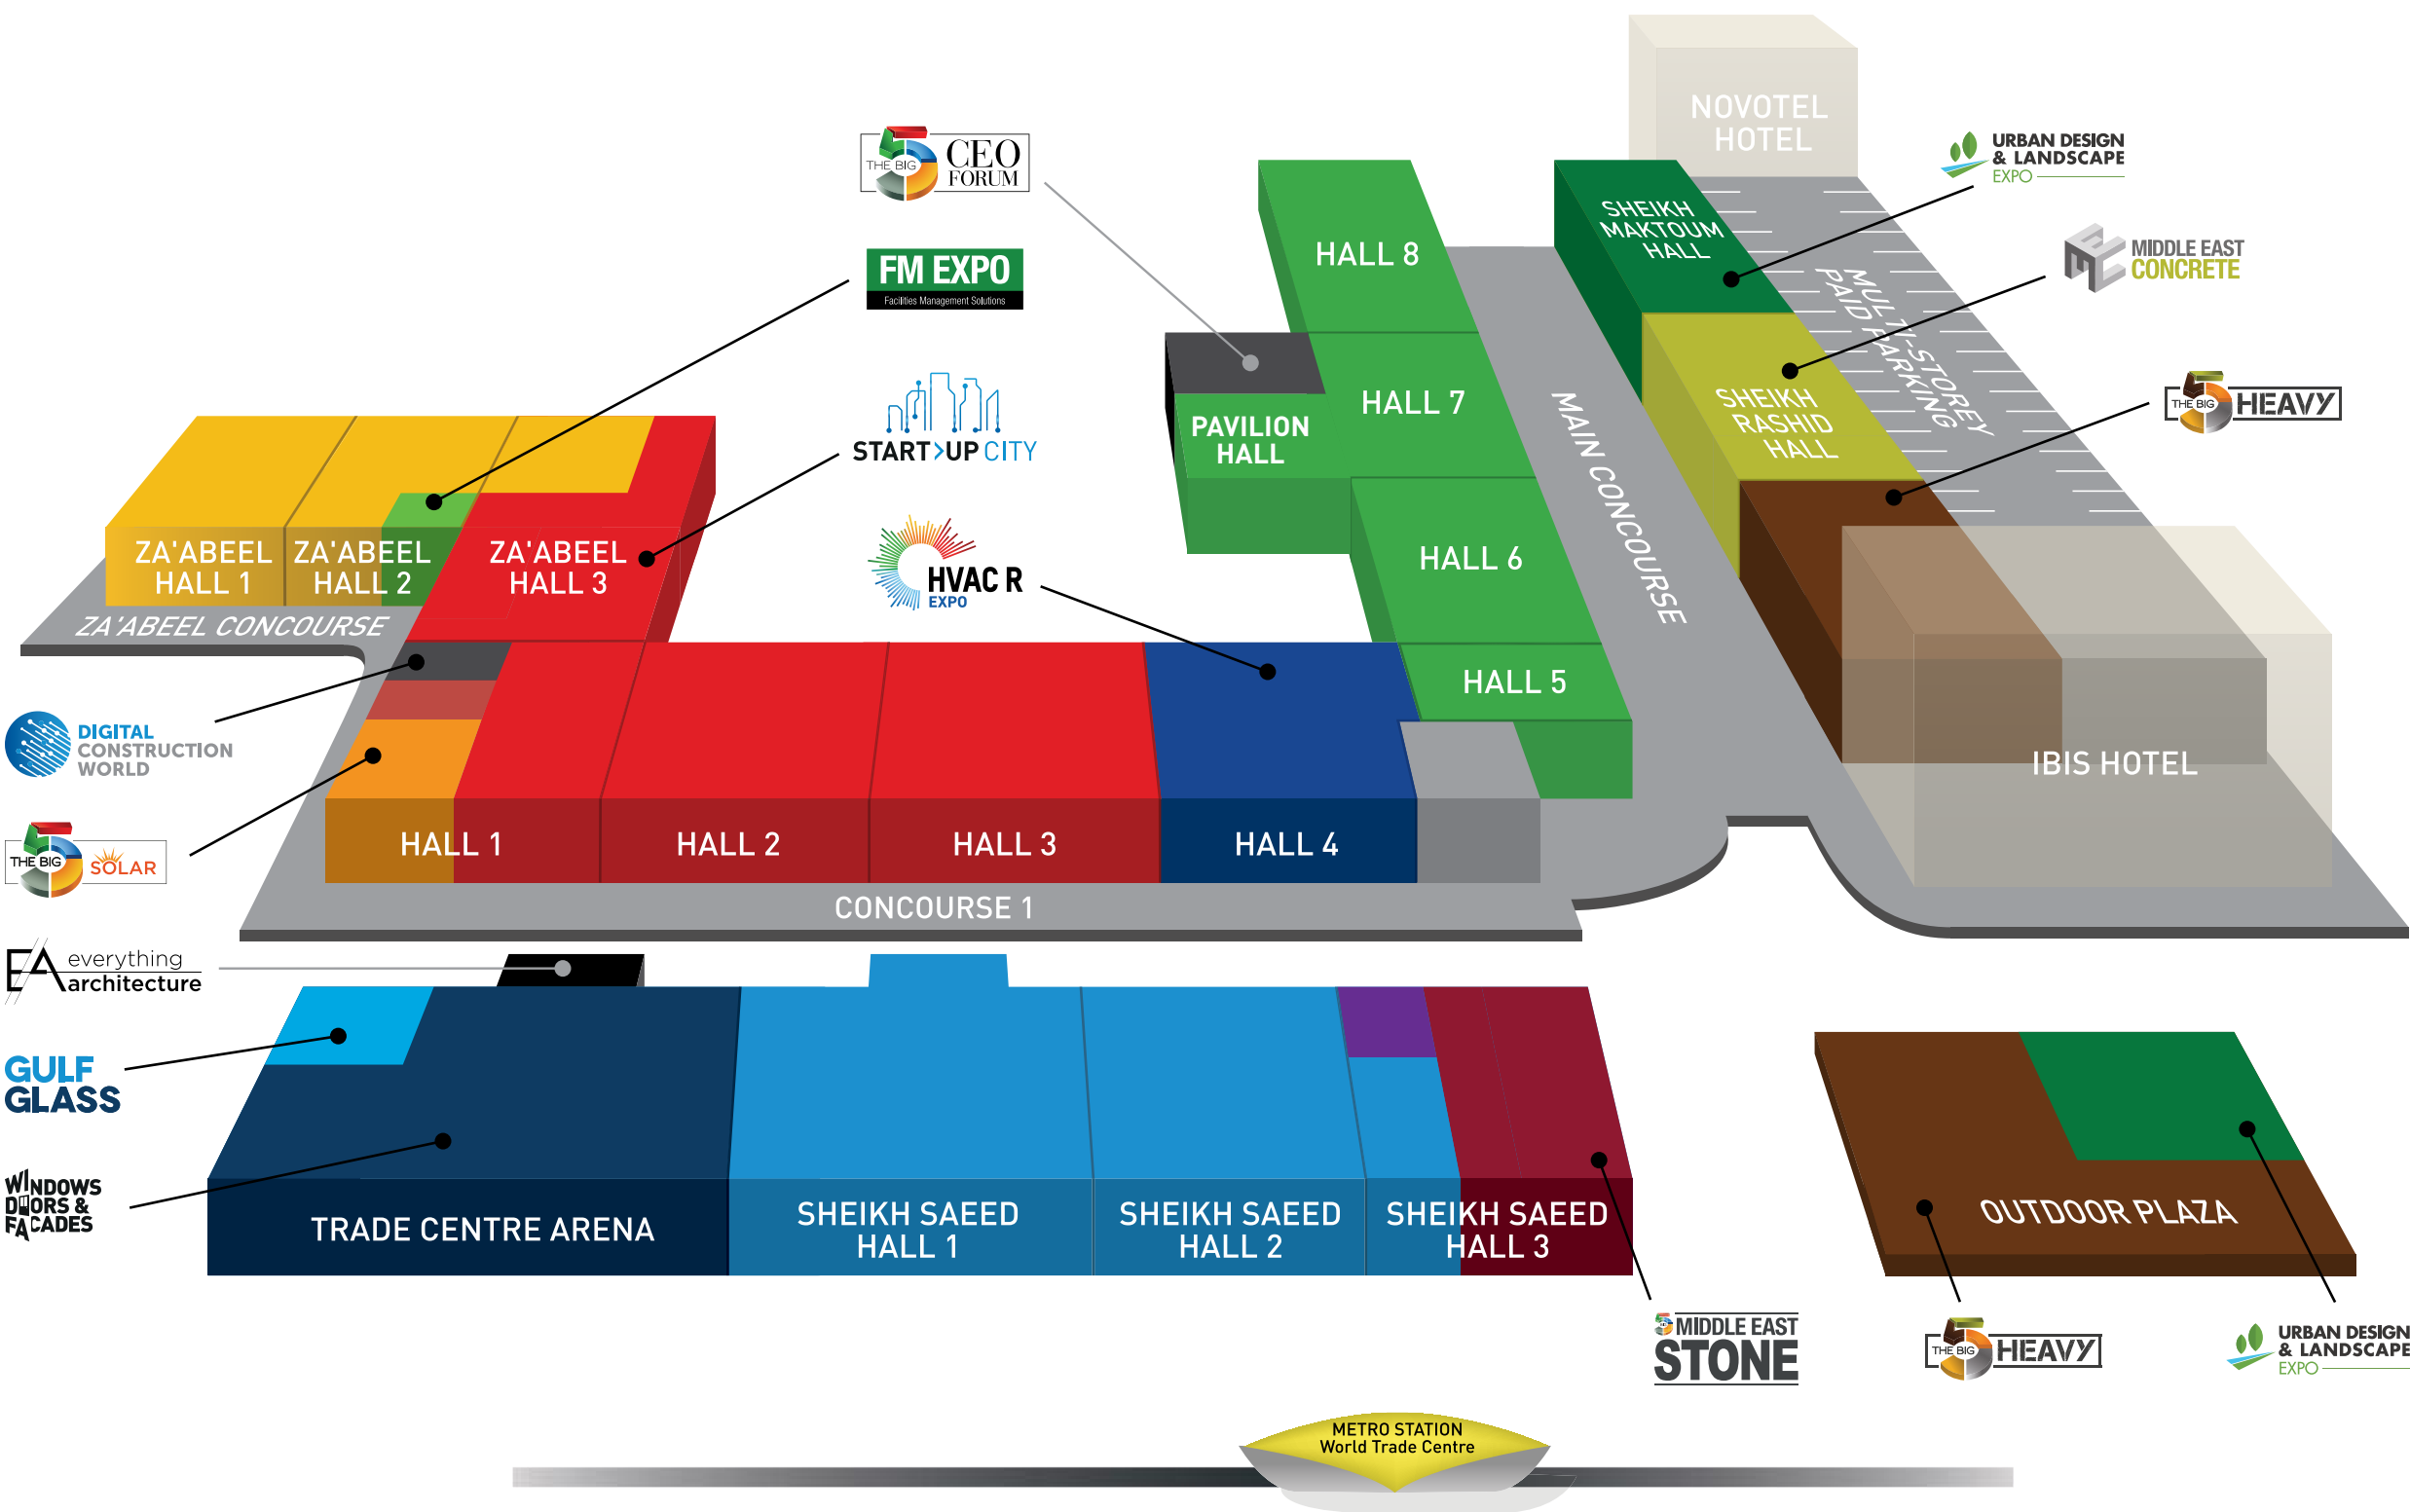 NOVOTEL
HOTEL
THE BIG 5
CEO
FORUM
URBAN DESIGN
& LANDSCAPE
EXPO
SHEIKH
MAKTOUM
HALL
HALL 8
MIDDLE EAST
CONCRETE
FM EXPO
Facilities Management Solutions
MULTI-STOREY
PAID PARKING
THE BIG 5
HEAVY
HALL 7
SHEIKH
RASHID
HALL
PAVILION
HALL
MAIN CONCOURSE
START>UP CITY
ZA'ABEEL
HALL 1
ZA'ABEEL
HALL 2
ZA'ABEEL
HALL 3
HVAC R
EXPO
HALL 6
ZA'ABEEL CONCOURSE
HALL 5
DIGITAL
CONSTRUCTION
WORLD
IBIS HOTEL
THE BIG 5
SOLAR
HALL 1
HALL 2
HALL 3
HALL 4
CONCOURSE 1
EA everything
architecture
GULF
GLASS
WINDOWS
DOORS &
FACADES
TRADE CENTRE ARENA
SHEIKH SAEED
HALL 1
SHEIKH SAEED
HALL 2
SHEIKH SAEED
HALL 3
OUTDOOR PLAZA
5 MIDDLE EAST
STONE
THE BIG 5
HEAVY
URBAN DESIGN
& LANDSCAPE
EXPO
METRO STATION
World Trade Centre